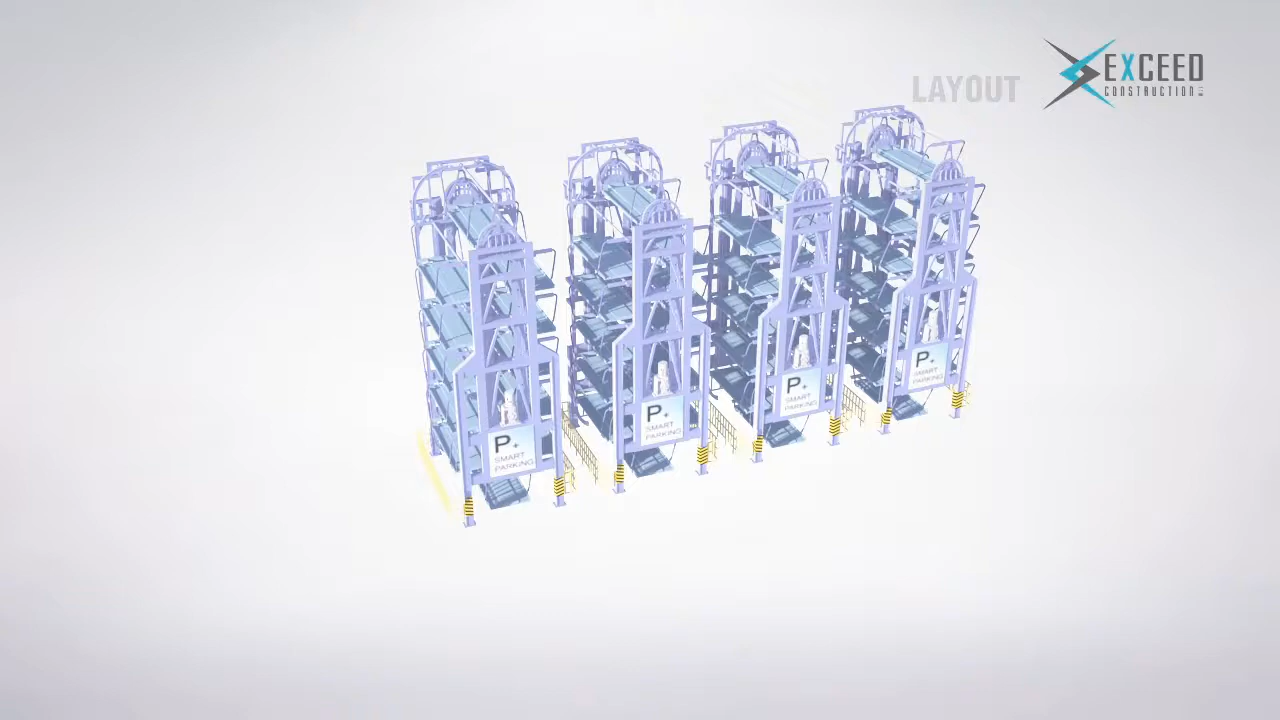 LAYOUT
EXCEED
CONSTRUCTION
P+
SMART
PARKING
P+
SMART
PARKING
P+
SMART
PARKING
P+
SMART
PARKING